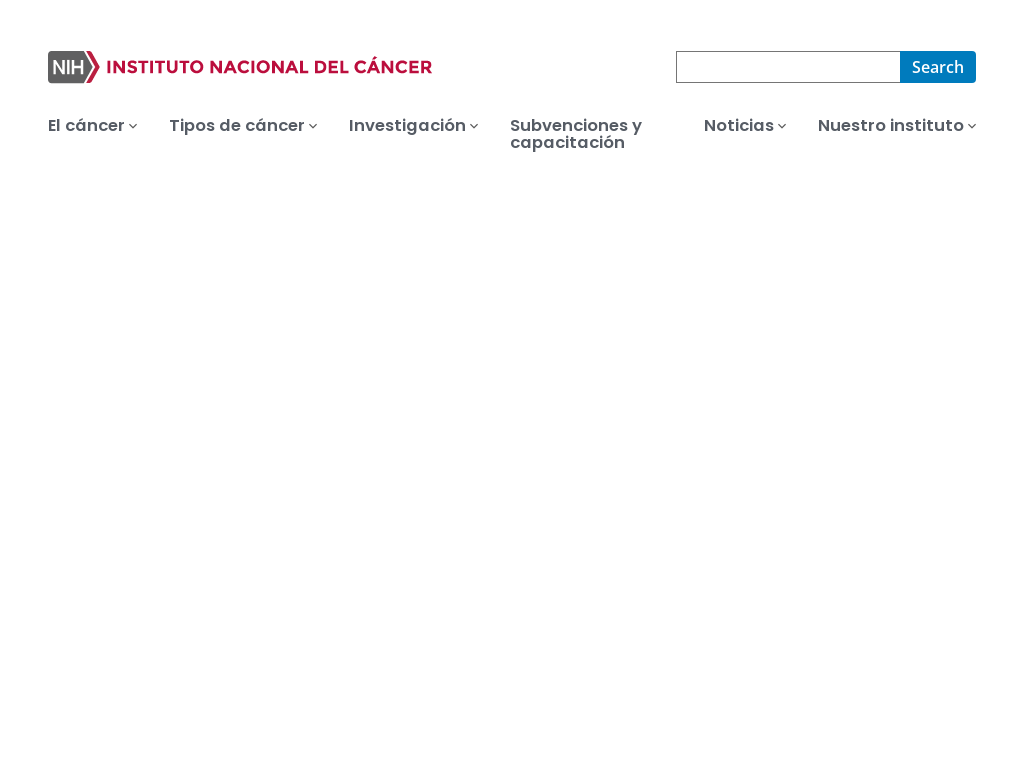 NIH INSTITUTO NACIONAL DEL CÁNCER
Search
El cáncer
Tipos de cáncer
Investigación
Subvenciones y
capacitación
Noticias
Nuestro instituto